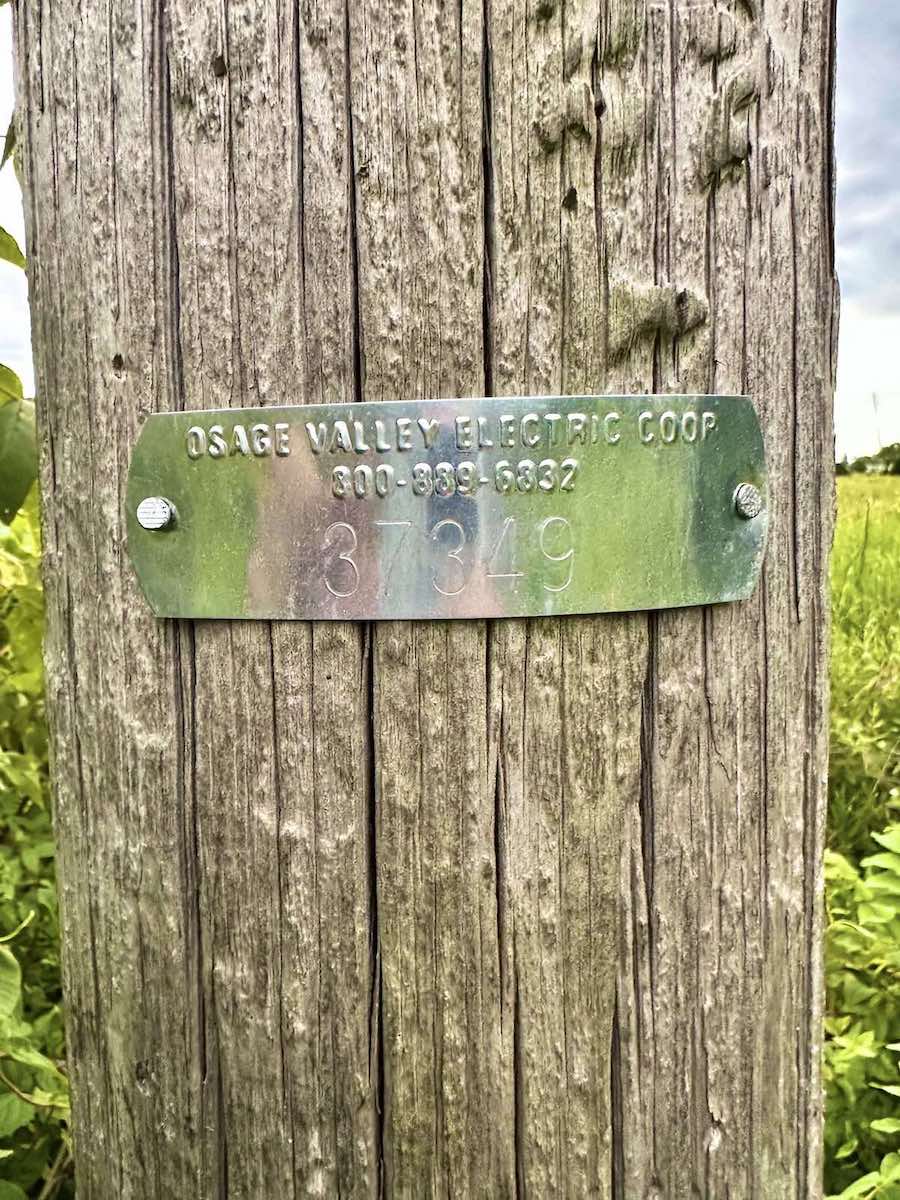 OSAGE VALLEY ELECTRIC COOP
800-889-6832
37349